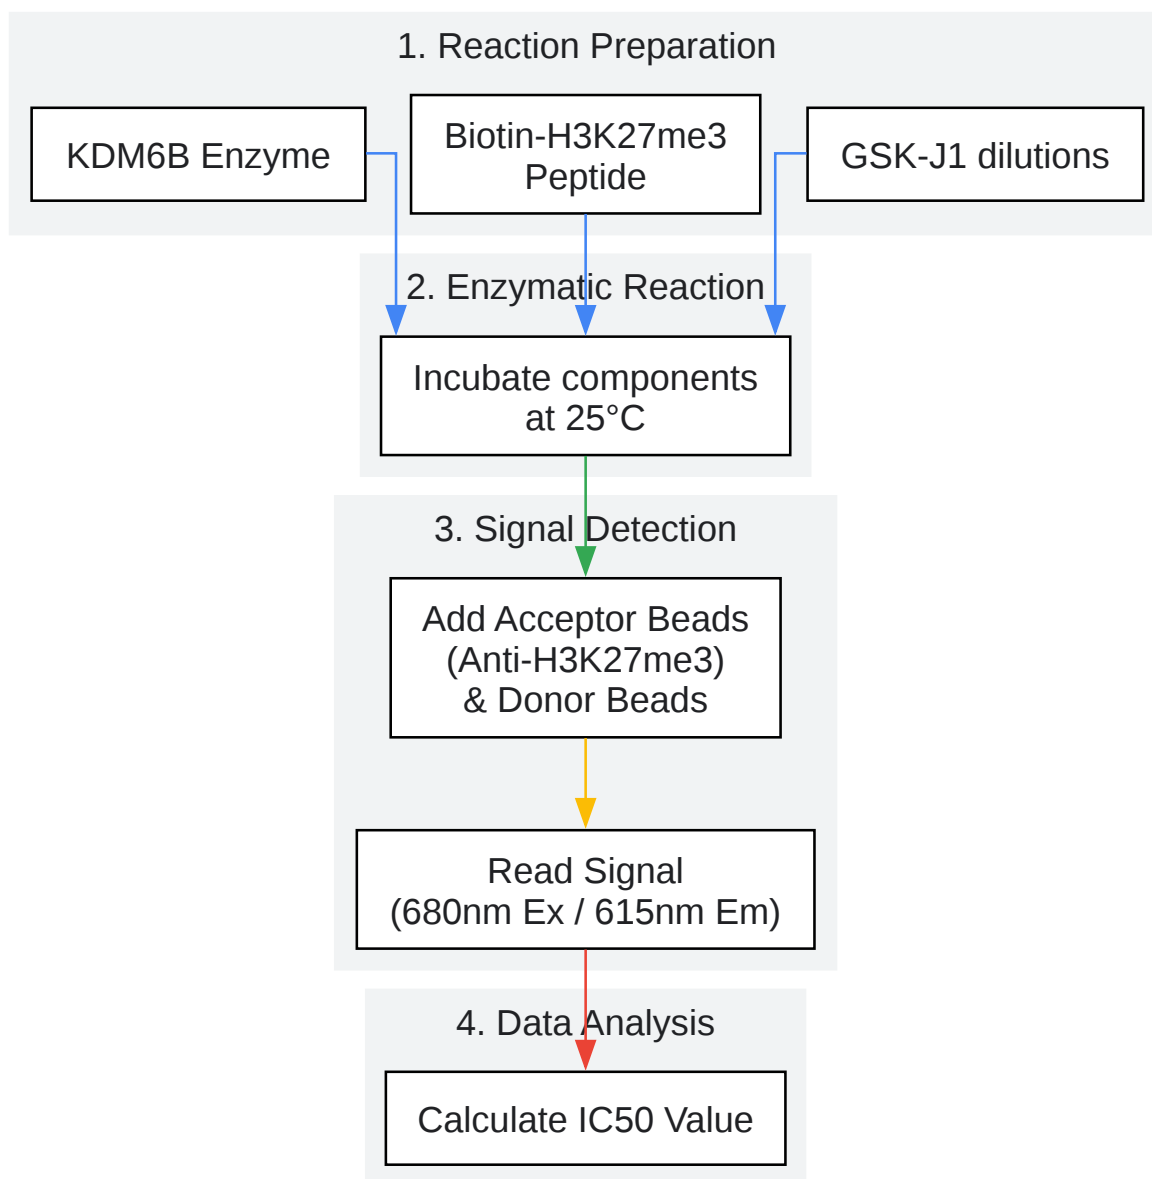 1. Reaction Preparation
KDM6B Enzyme
Biotin-H3K27me3
Peptide
GSK-J1 dilutions
2. Enzymatic Reaction
Incubate components
at 25°C
3. Signal Detection
Add Acceptor Beads
(Anti-H3K27me3)
& Donor Beads
Read Signal
(680nm Ex / 615nm Em)
4. Data Analysis
Calculate IC50 Value